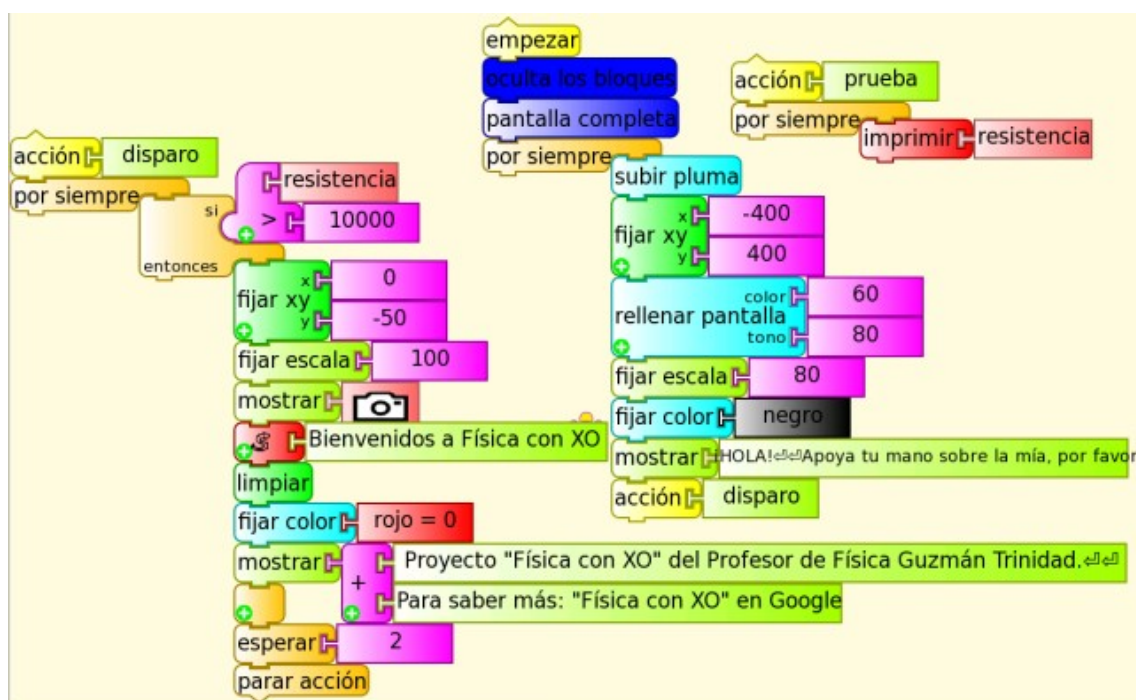 acción disparo
por siempre
si
resistencia
> 10000
entonces
fijar xy
x 0
y -50
fijar escala 100
mostrar
Bienvenidos a Física con XO
limpiar
fijar color rojo = 0
mostrar
+
Proyecto "Física con XO" del Profesor de Física Guzmán Trinidad.⏎⏎
Para saber más: "Física con XO" en Google
esperar 2
parar acción
empezar
oculta los bloques
pantalla completa
por siempre
subir pluma
fijar xy
x -400
y 400
rellenar pantalla
color 60
tono 80
fijar escala 80
fijar color negro
mostrar ¡HOLA!⏎⏎Apoya tu mano sobre la mía, por favor
acción disparo
acción prueba
por siempre
imprimir resistencia